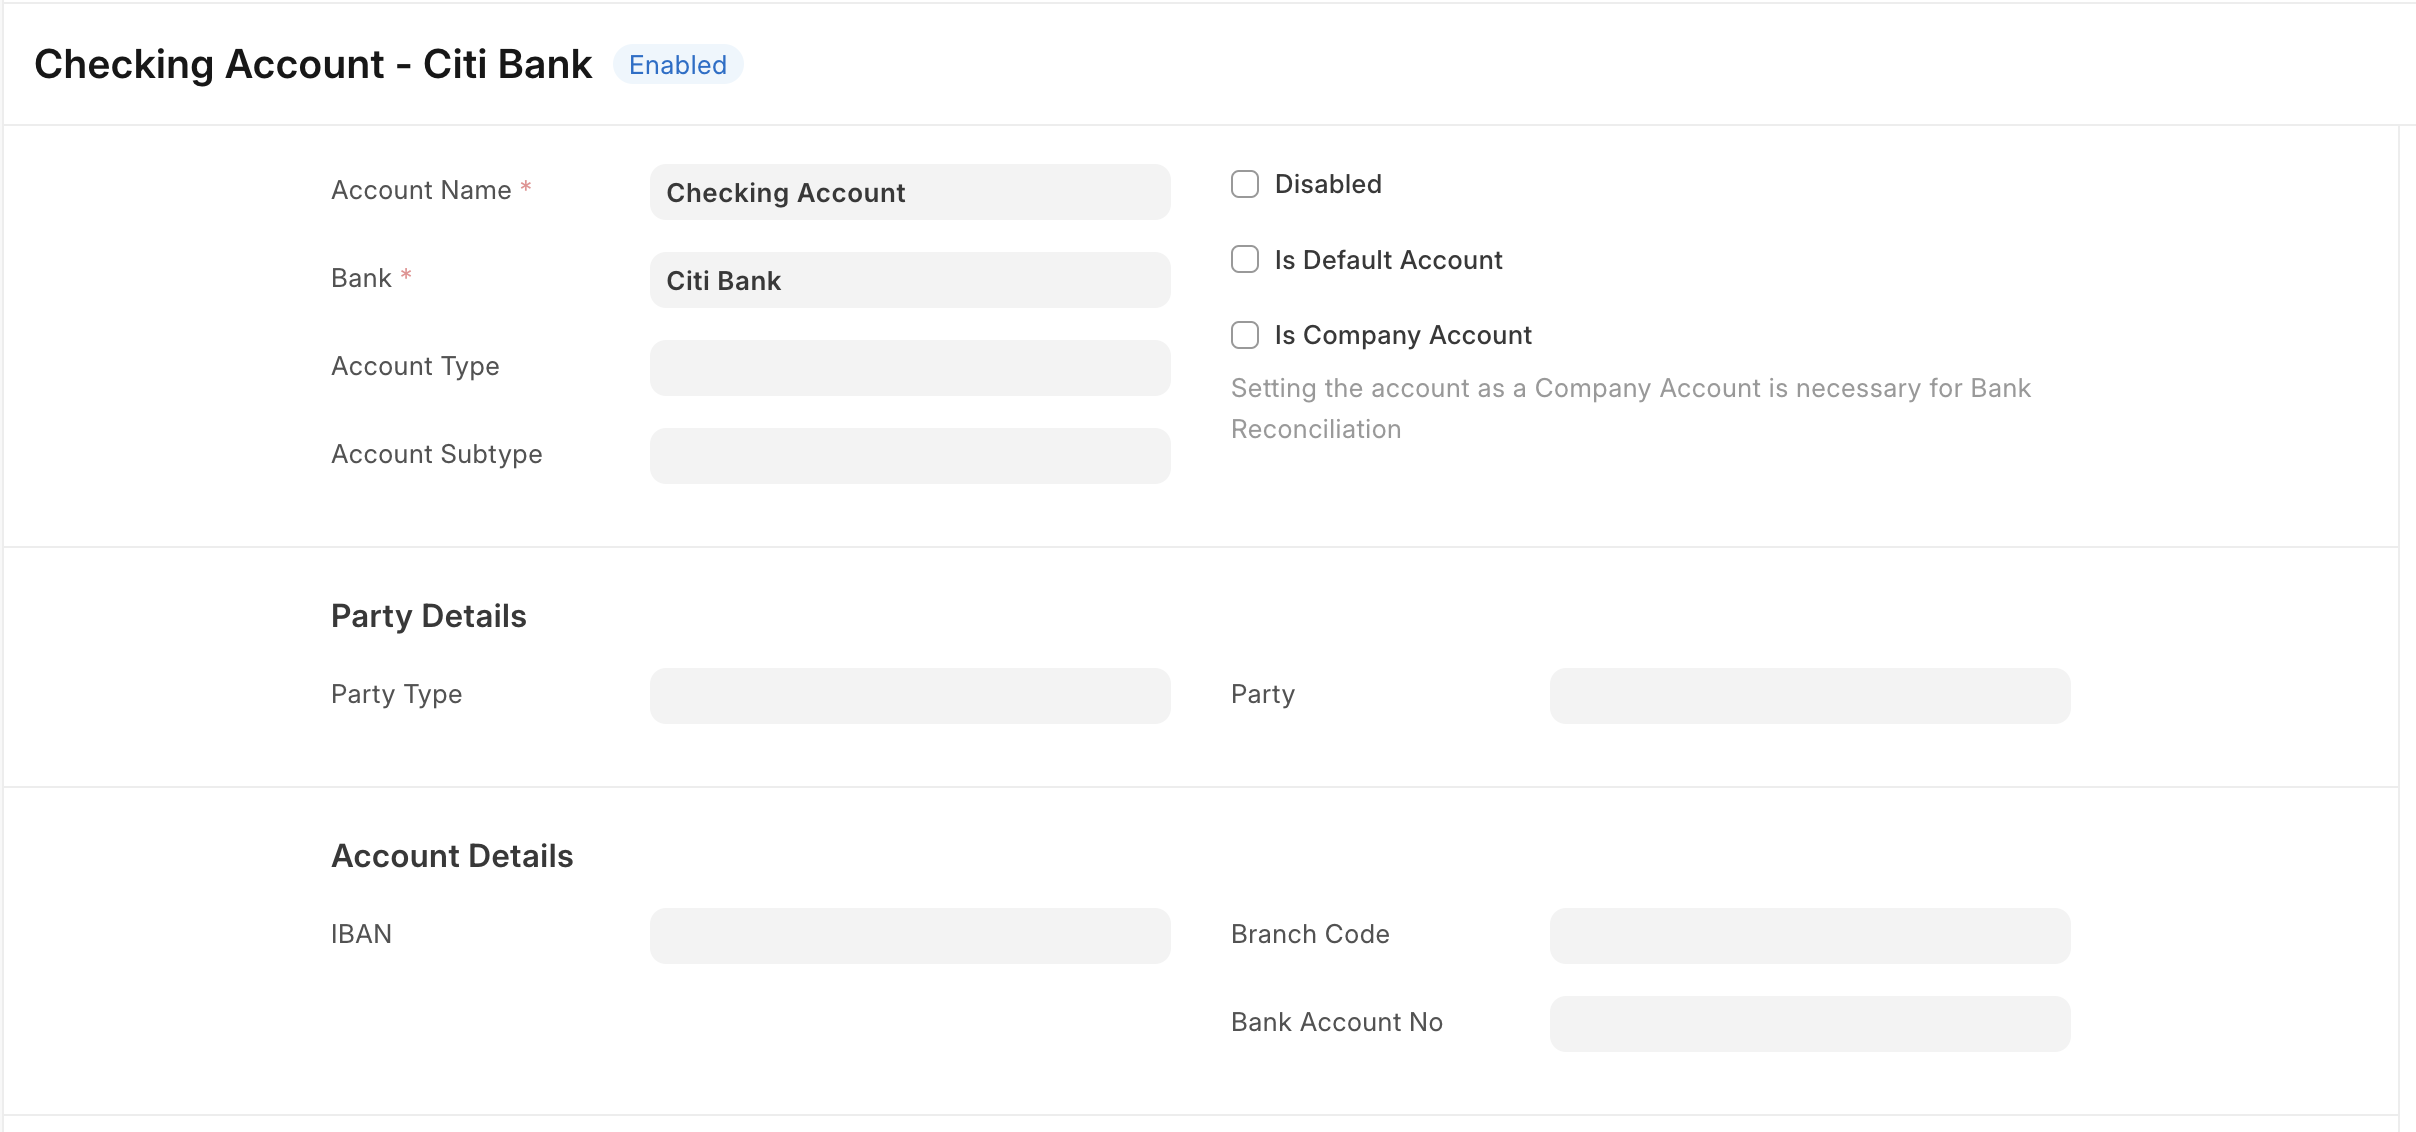 Checking Account - Citi Bank Enabled
Account Name *
Checking Account
Bank *
Citi Bank
Account Type
Account Subtype
Disabled
Is Default Account
Is Company Account
Setting the account as a Company Account is necessary for Bank
Reconciliation
Party Details
Party Type
Party
Account Details
IBAN
Branch Code
Bank Account No